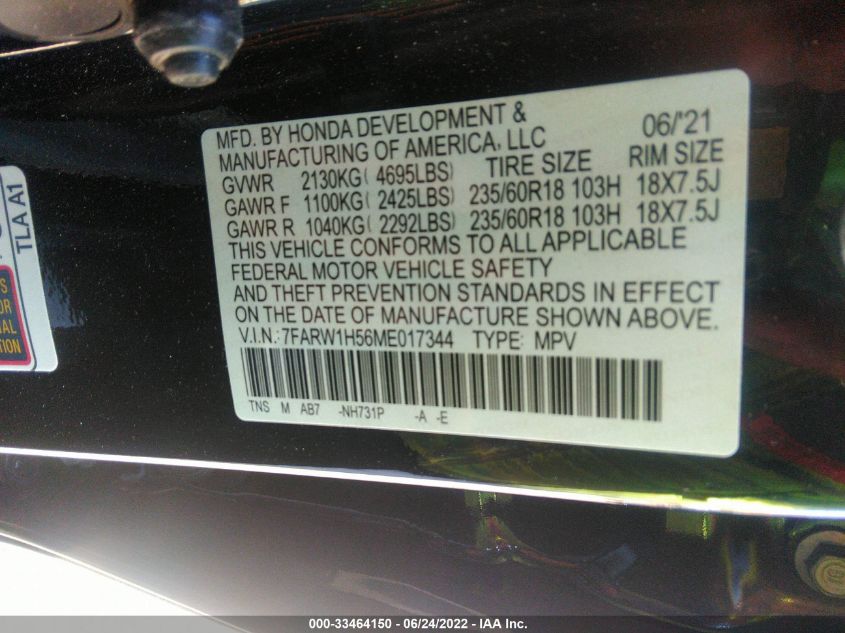 MFD. BY HONDA DEVELOPMENT & 06/'21
MANUFACTURING OF AMERICA, LLC
TIRE SIZE RIM SIZE
GVWR 2130KG( 4695LBS)
GAWR F 1100KG( 2425LBS) 235/60R18 103H 18X7.5J
GAWR R 1040KG( 2292LBS) 235/60R18 103H 18X7.5J
THIS VEHICLE CONFORMS TO ALL APPLICABLE
FEDERAL MOTOR VEHICLE SAFETY
AND THEFT PREVENTION STANDARDS IN EFFECT
ON THE DATE OF MANUFACTURE SHOWN ABOVE.
V.I.N.: 7FARW1H56ME017344 TYPE: MPV
TNS M AB7 -NH731P -A -E
TLA A1
000-33464150 - 06/24/2022 - IAA Inc.